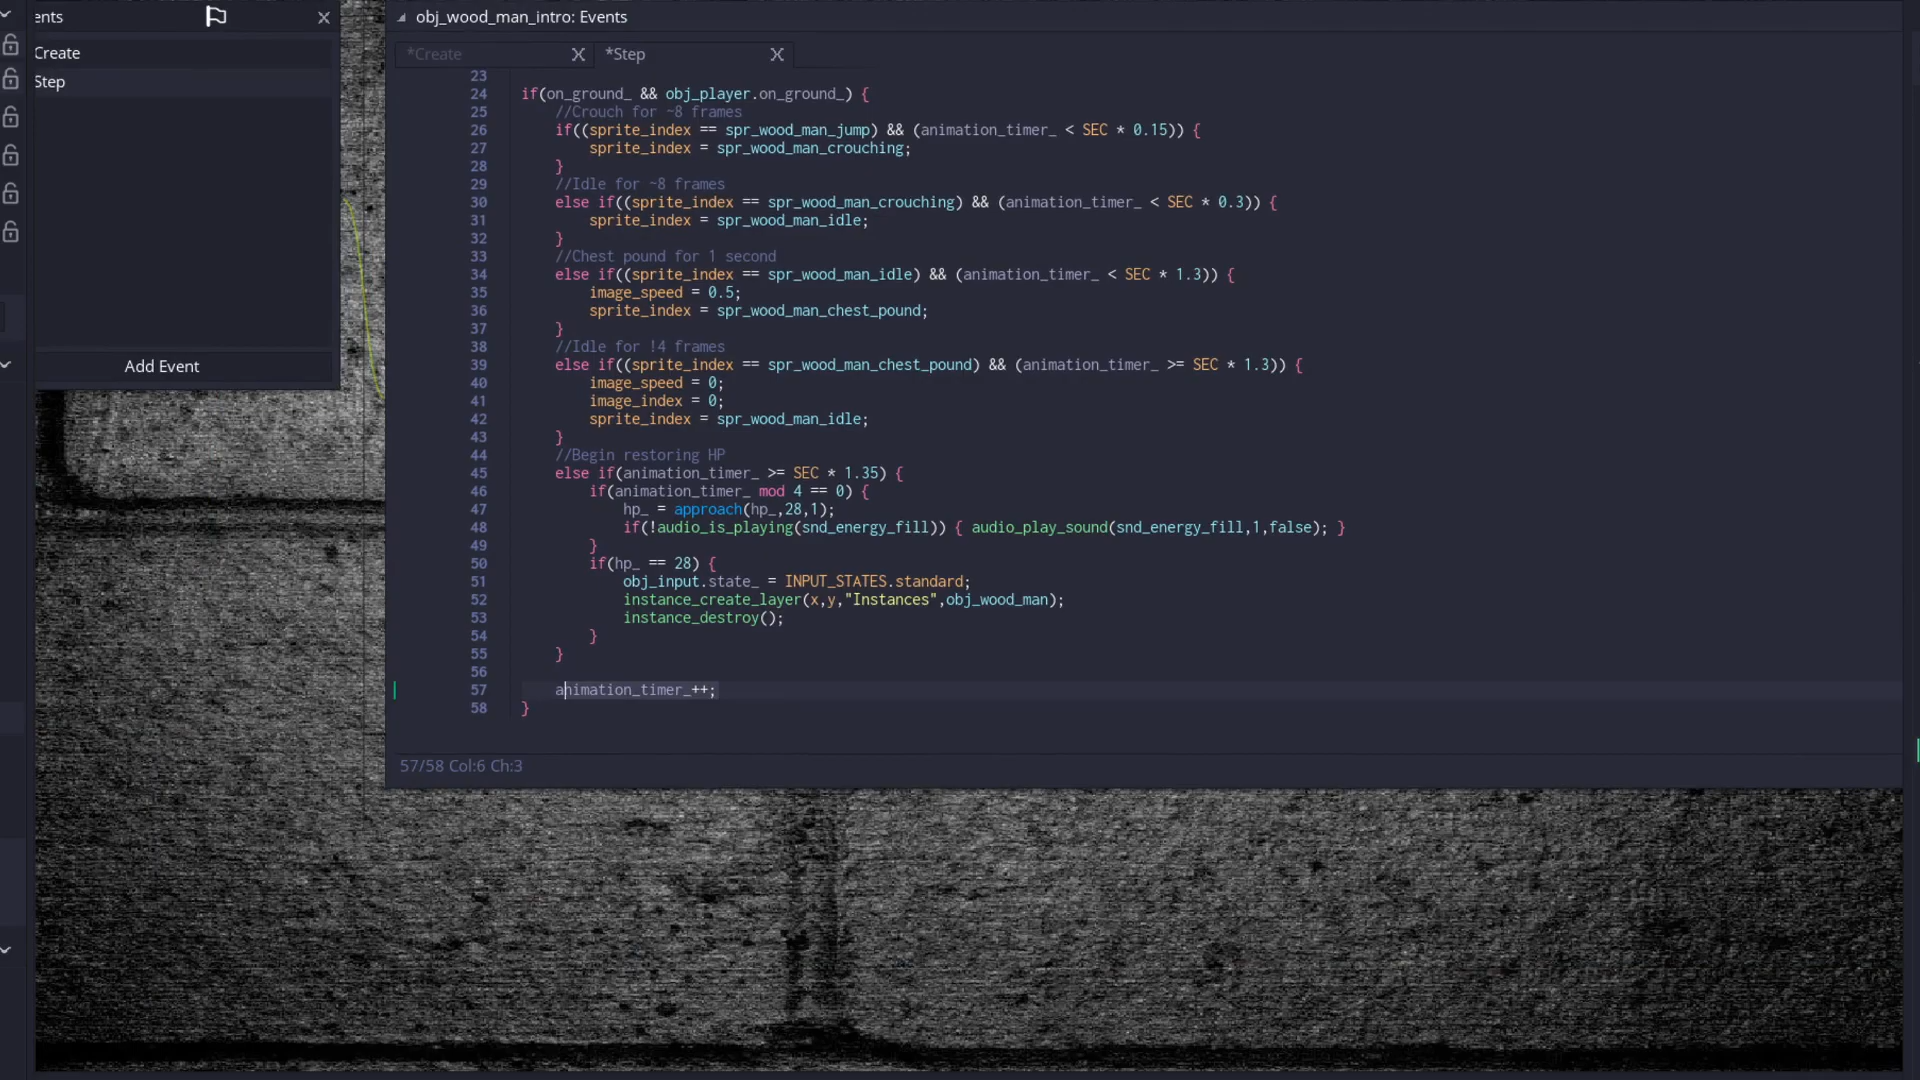 ents
Create
Step
Add Event
obj_wood_man_intro: Events
*Create
*Step
23
24 if(on_ground_ && obj_player.on_ground_) {
25 //Crouch for ~8 frames
26 if((sprite_index == spr_wood_man_jump) && (animation_timer_ < SEC * 0.15)) {
27 sprite_index = spr_wood_man_crouching;
28 }
29 //Idle for ~8 frames
30 else if((sprite_index == spr_wood_man_crouching) && (animation_timer_ < SEC * 0.3)) {
31 sprite_index = spr_wood_man_idle;
32 }
33 //Chest pound for 1 second
34 else if((sprite_index == spr_wood_man_idle) && (animation_timer_ < SEC * 1.3)) {
35 image_speed = 0.5;
36 sprite_index = spr_wood_man_chest_pound;
37 }
38 //Idle for !4 frames
39 else if((sprite_index == spr_wood_man_chest_pound) && (animation_timer_ >= SEC * 1.3)) {
40 image_speed = 0;
41 image_index = 0;
42 sprite_index = spr_wood_man_idle;
43 }
44 //Begin restoring HP
45 else if(animation_timer_ >= SEC * 1.35) {
46 if(animation_timer_ mod 4 == 0) {
47 hp_ = approach(hp_,28,1);
48 if(!audio_is_playing(snd_energy_fill)) { audio_play_sound(snd_energy_fill,1,false); }
49 }
50 if(hp_ == 28) {
51 obj_input.state_ = INPUT_STATES.standard;
52 instance_create_layer(x,y,"Instances",obj_wood_man);
53 instance_destroy();
54 }
55 }
56
57 animation_timer_++;
58 }
57/58 Col:6 Ch:3